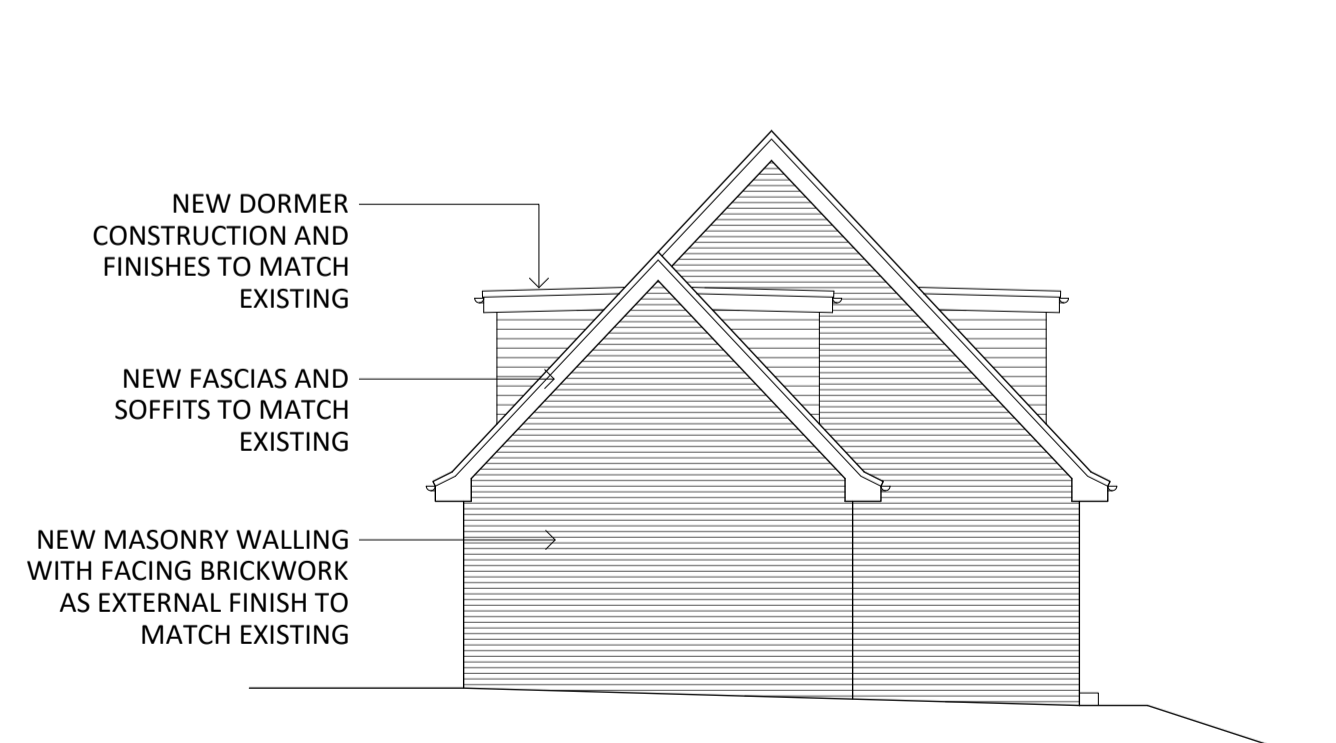 NEW DORMER
CONSTRUCTION AND
FINISHES TO MATCH
EXISTING
NEW FASCIAS AND
SOFFITS TO MATCH
EXISTING
NEW MASONRY WALLING
WITH FACING BRICKWORK
AS EXTERNAL FINISH TO
MATCH EXISTING